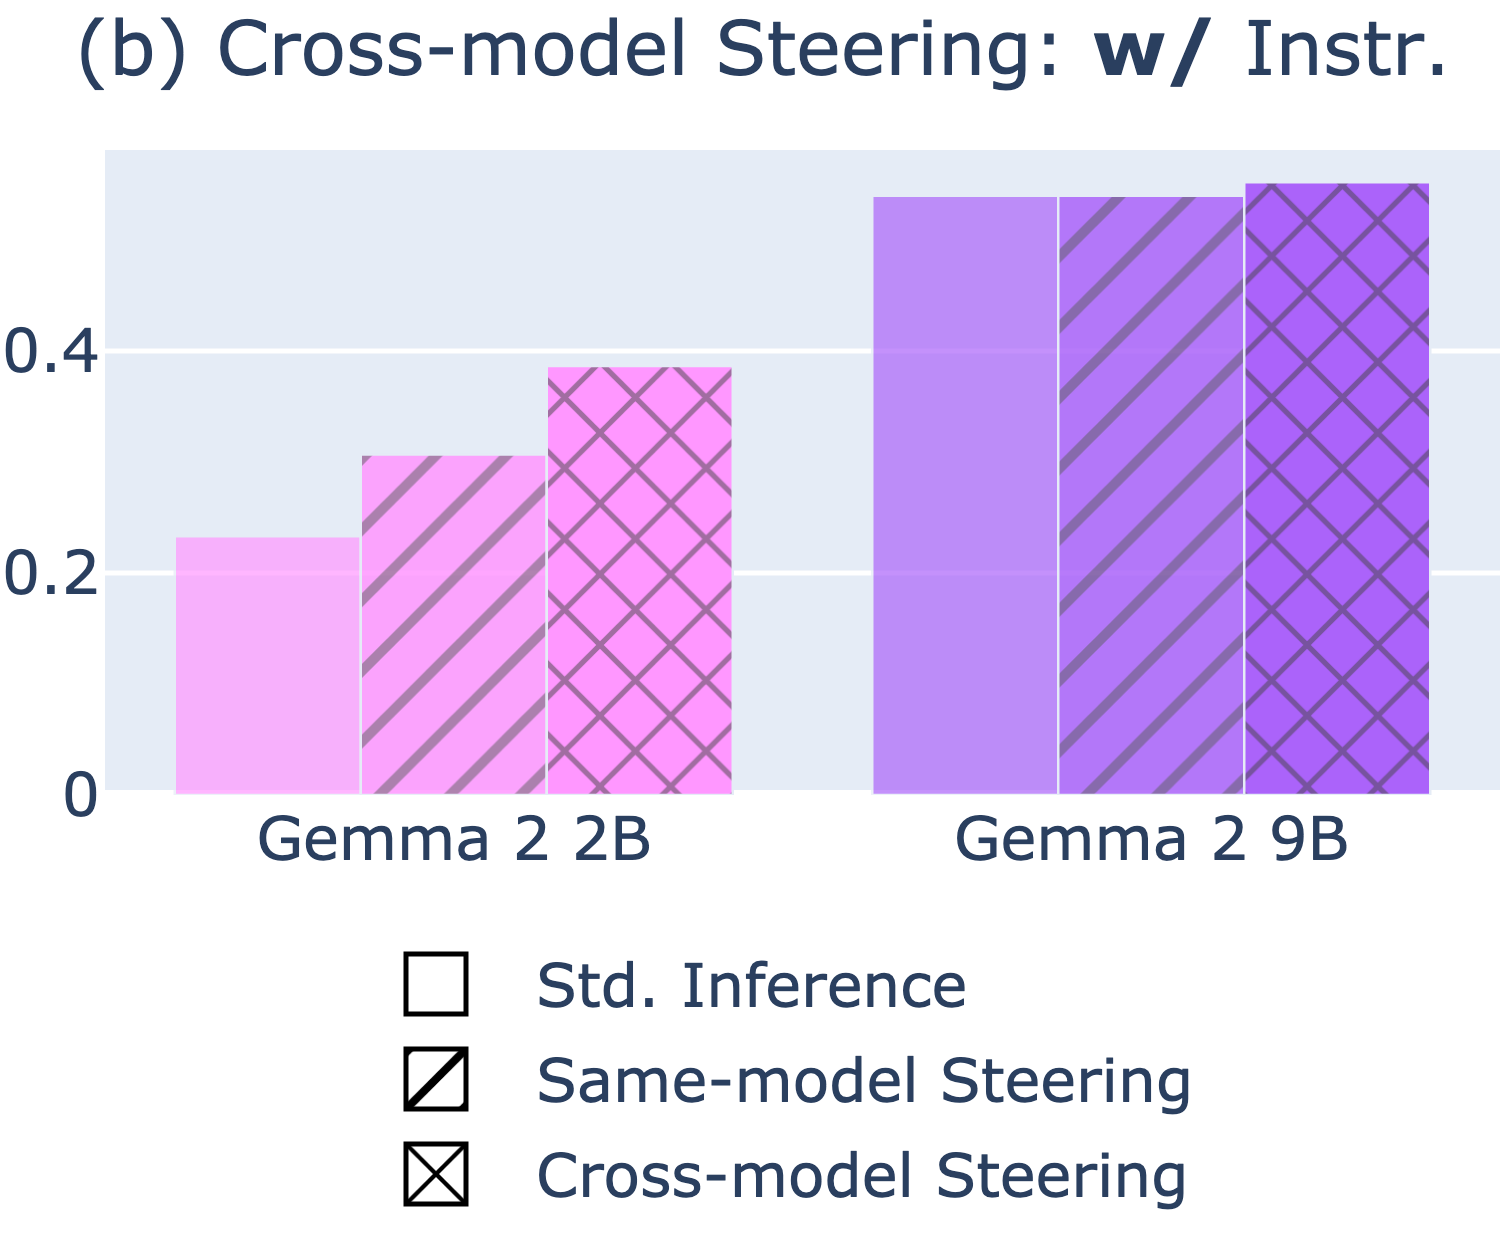 (b) Cross-model Steering: w/ Instr.
0.4
0.2
0
Gemma 2 2B
Gemma 2 9B
Std. Inference
Same-model Steering
Cross-model Steering